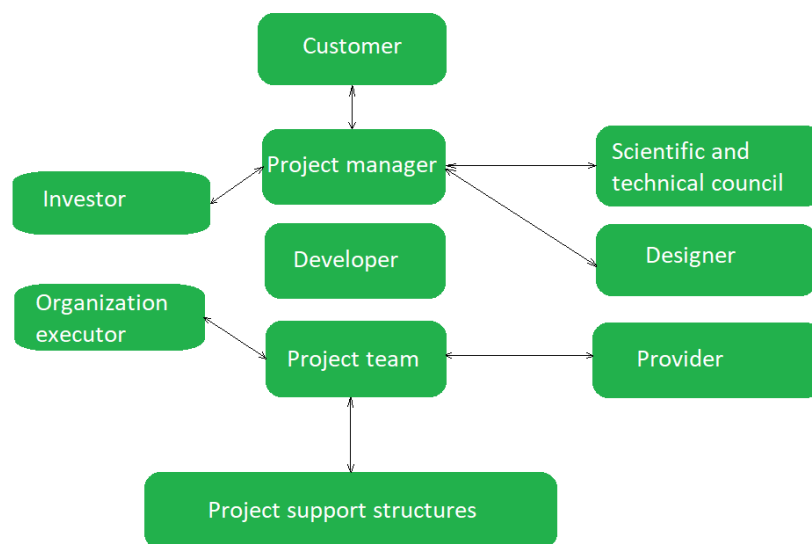 Customer
Project manager
Scientific and
technical council
Investor
Developer
Designer
Organization
executor
Project team
Provider
Project support structures